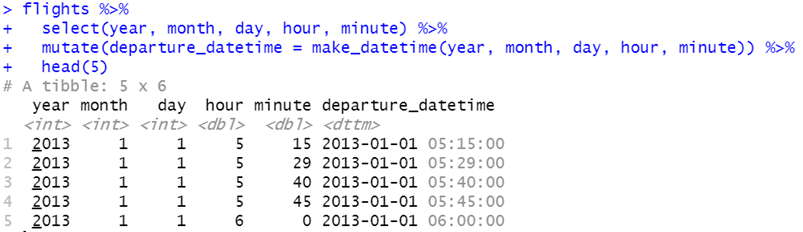 > flights %>%
+   select(year, month, day, hour, minute) %>%
+   mutate(departure_datetime = make_datetime(year, month, day, hour, minute)) %>%
+   head(5)
# A tibble: 5 x 6
   year month   day  hour minute departure_datetime
  <int> <int> <int> <dbl>  <dbl> <dttm>
1  2013     1     1     5     15 2013-01-01 05:15:00
2  2013     1     1     5     29 2013-01-01 05:29:00
3  2013     1     1     5     40 2013-01-01 05:40:00
4  2013     1     1     5     45 2013-01-01 05:45:00
5  2013     1     1     6      0 2013-01-01 06:00:00